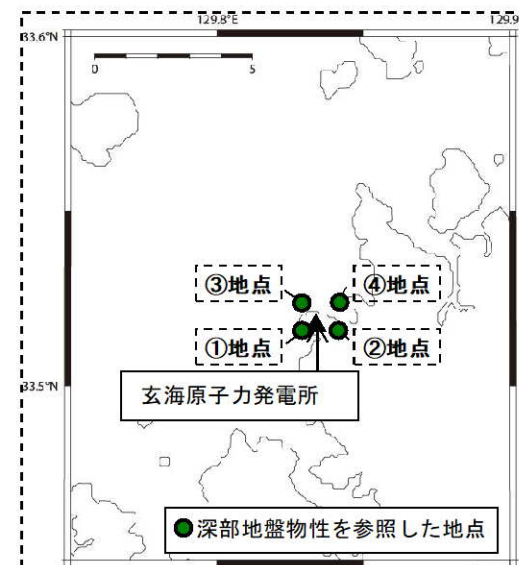 129.8°E
129.9
33.6°N
0 5
③地点 ④地点
①地点 ②地点
33.5°N
玄海原子力発電所
深部地盤物性を参照した地点